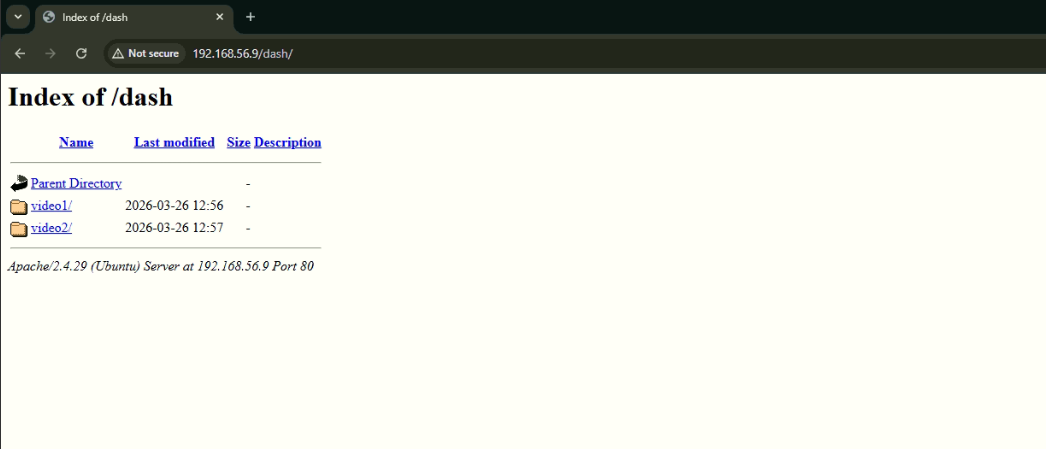 Index of /dash
Not secure 192.168.56.9/dash/
Index of /dash
Name Last modified Size Description
Parent Directory -
video1/ 2026-03-26 12:56 -
video2/ 2026-03-26 12:57 -
Apache/2.4.29 (Ubuntu) Server at 192.168.56.9 Port 80